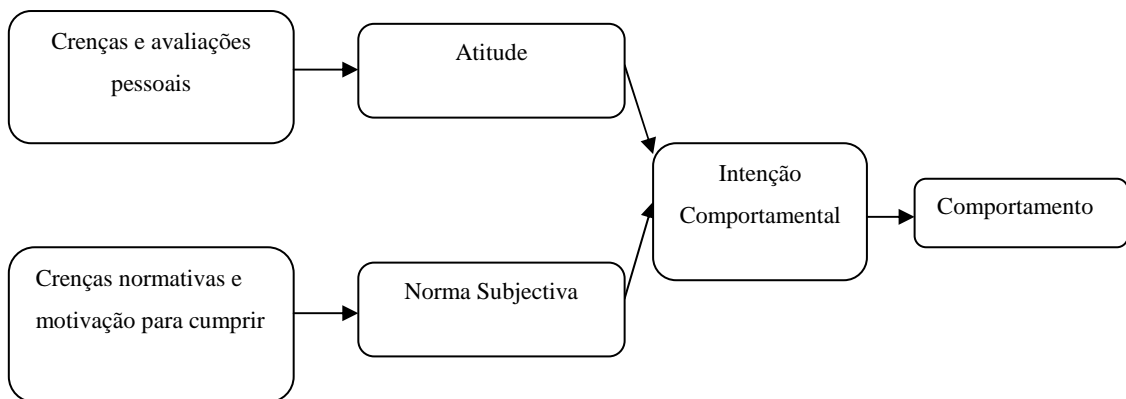 Crenças e avaliações
pessoais
Atitude
Intenção
Comportamental
Comportamento
Crenças normativas e
motivação para cumprir
Norma Subjectiva